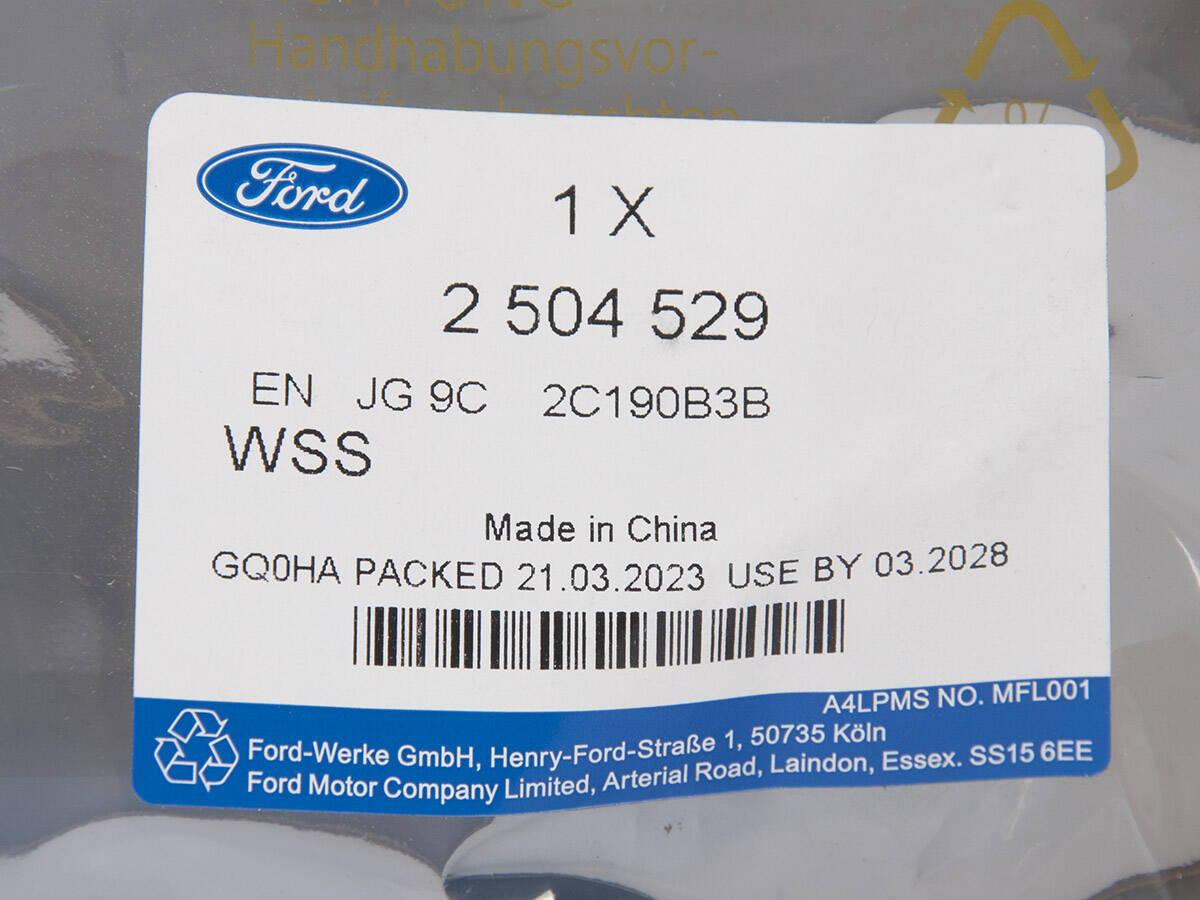 Handhabungsvor-
07
Ford
1 X
2 504 529
EN JG 9C 2C190B3B
WSS
Made in China
GQ0HA PACKED 21.03.2023 USE BY 03.2028
A4LPMS NO. MFL001
Ford-Werke GmbH, Henry-Ford-Straße 1, 50735 Köln
Ford Motor Company Limited, Arterial Road, Laindon, Essex. SS15 6EE